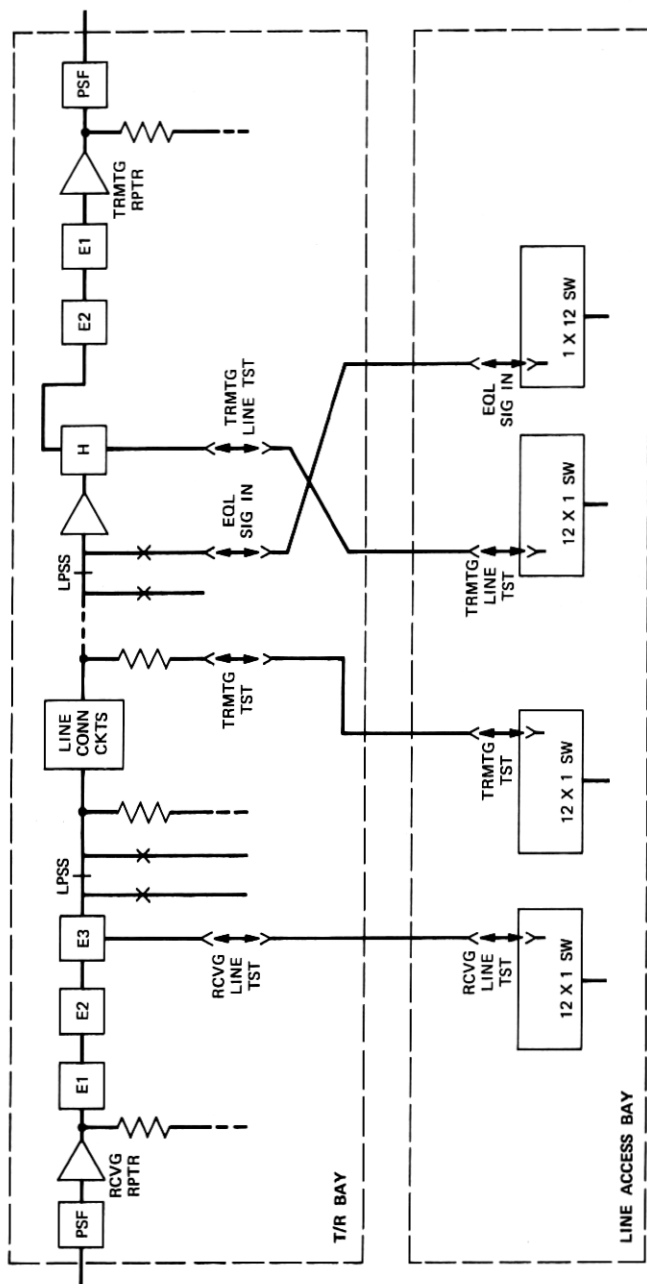 PSF
RCVG
RPTR
E1
E2
E3
LPSS
LINE
CONN
CKTS
LPSS
H
E2
E1
TRMTG
RPTR
PSF
RCVG
LINE
TST
TRMTG
TST
EQL
SIG IN
TRMTG
LINE TST
T/R BAY
RCVG
LINE
TST
TRMTG
TST
TRMTG
LINE
TST
EQL
SIG IN
12 X 1 SW
12 X 1 SW
12 X 1 SW
1 X 12 SW
LINE ACCESS BAY